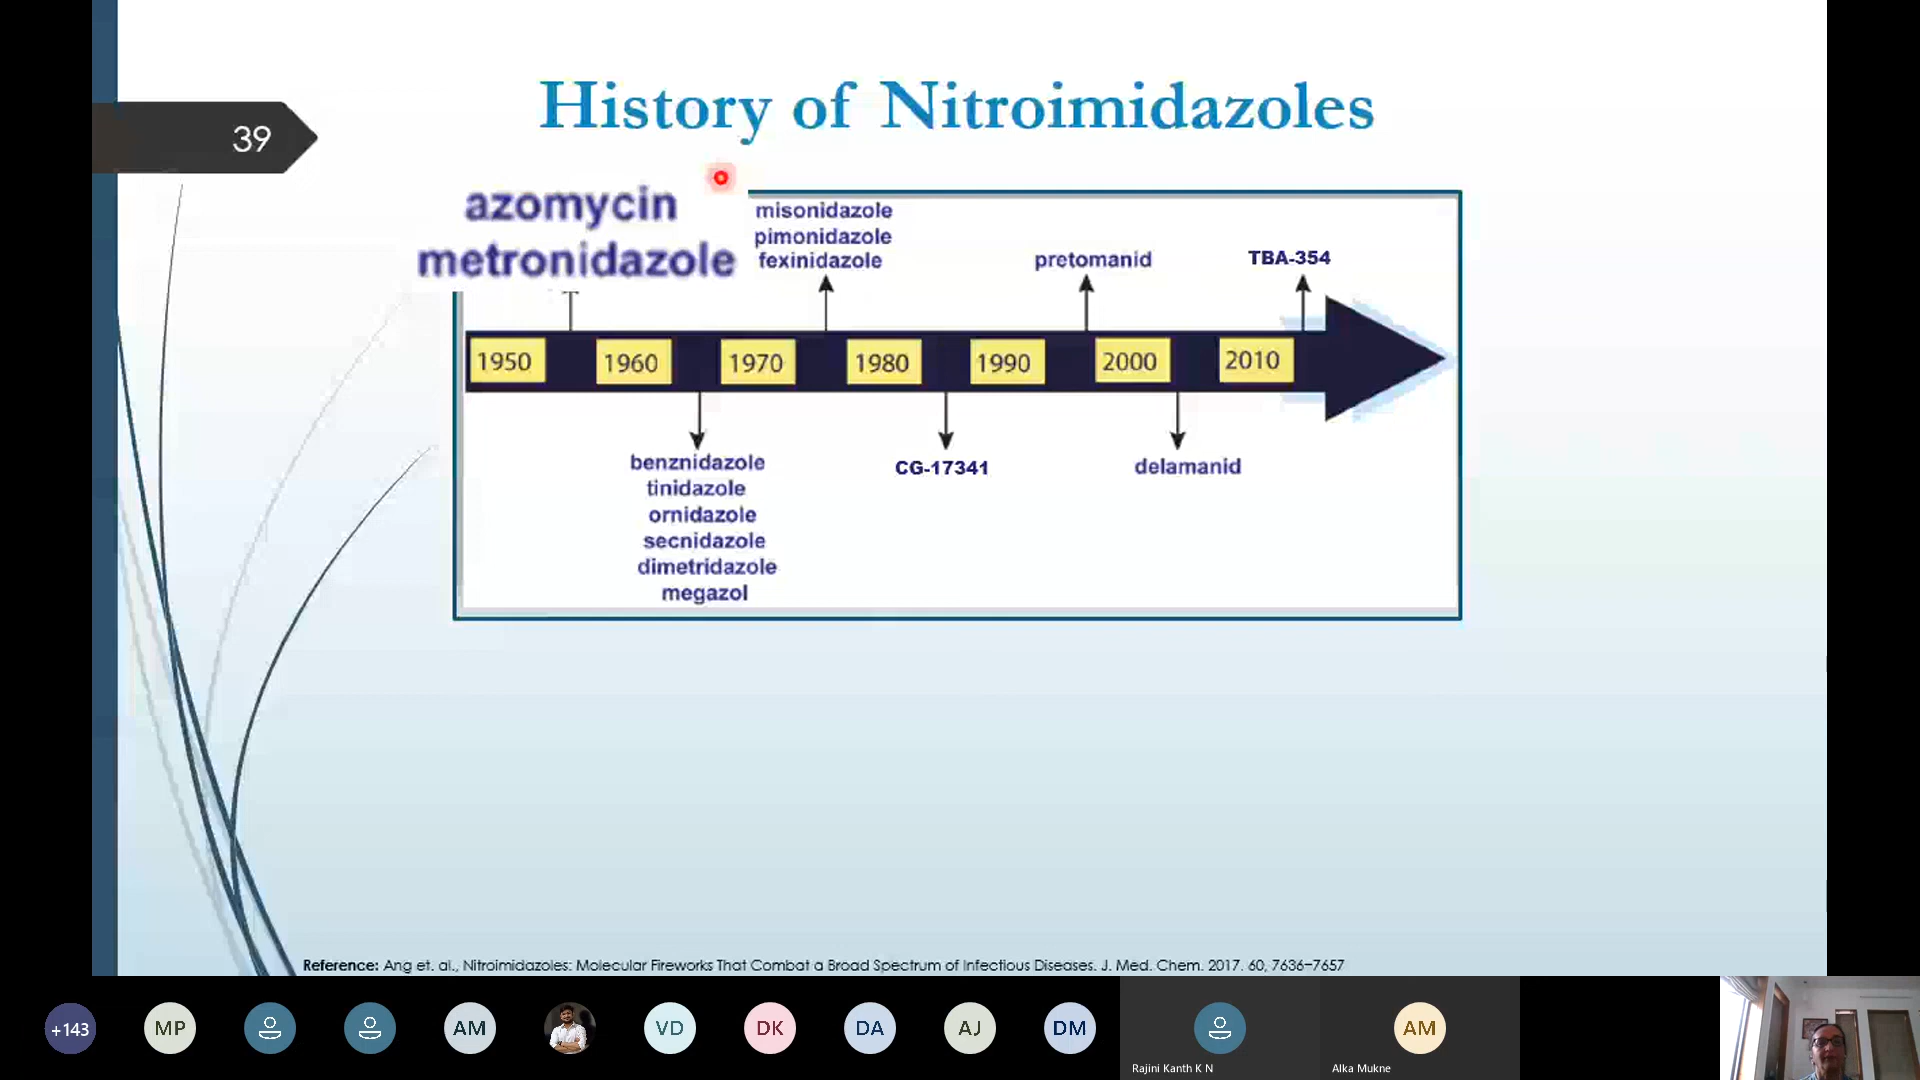 History of Nitroimidazoles
39
azomycin
metronidazole
misonidazole
pimonidazole
fexinidazole
pretomanid
TBA-354
1950 1960 1970 1980 1990 2000 2010
benznidazole
tinidazole
ornidazole
secnidazole
dimetridazole
megazol
CG-17341
delamanid
Reference: Ang et. al., Nitroimidazoles: Molecular Fireworks That Combat a Broad Spectrum of Infectious Diseases. J. Med. Chem. 2017. 60, 7636−7657
+143 MP AM VD DK DA AJ DM AM
Rajini Kanth K N Alka Mukne